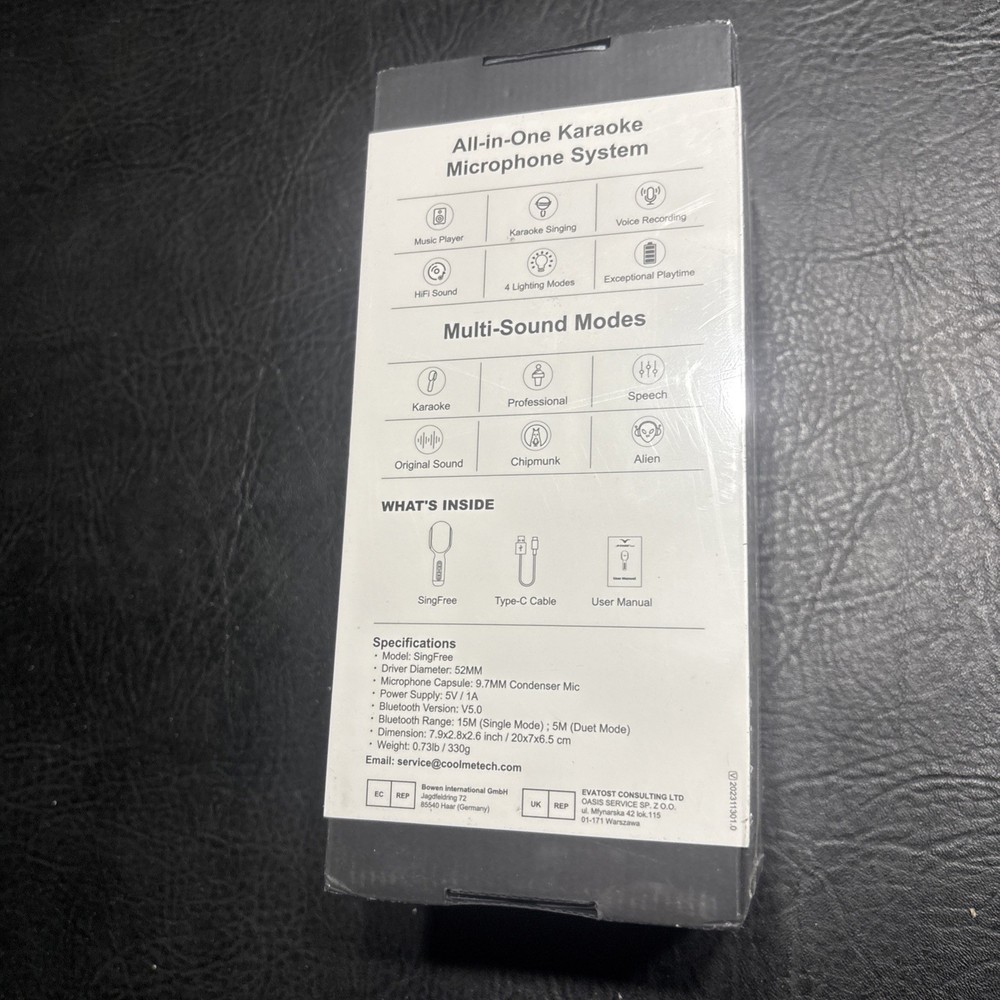 All-in-One Karaoke
Microphone System
Music Player
Karaoke Singing
Voice Recording
HiFi Sound
4 Lighting Modes
Exceptional Playtime
Multi-Sound Modes
Karaoke
Professional
Speech
Original Sound
Chipmunk
Alien
WHAT'S INSIDE
User Manual
SingFree
Type-C Cable
User Manual
Specifications
• Model: SingFree
• Driver Diameter: 52MM
• Microphone Capsule: 9.7MM Condenser Mic
• Power Supply: 5V / 1A
• Bluetooth Version: V5.0
• Bluetooth Range: 15M (Single Mode) ; 5M (Duet Mode)
• Dimension: 7.9x2.8x2.6 inch / 20x7x6.5 cm
• Weight: 0.73lb / 330g
Email: service@coolmetech.com
EC REP
Bowen International GmbH
Jagdfeldring 72
85540 Haar (Germany)
UK REP
EVATOST CONSULTING LTD
OASIS SERVICE SP. Z O.O.
ul. Młynarska 42 lok.115
01-171 Warszawa
V 202311301.0